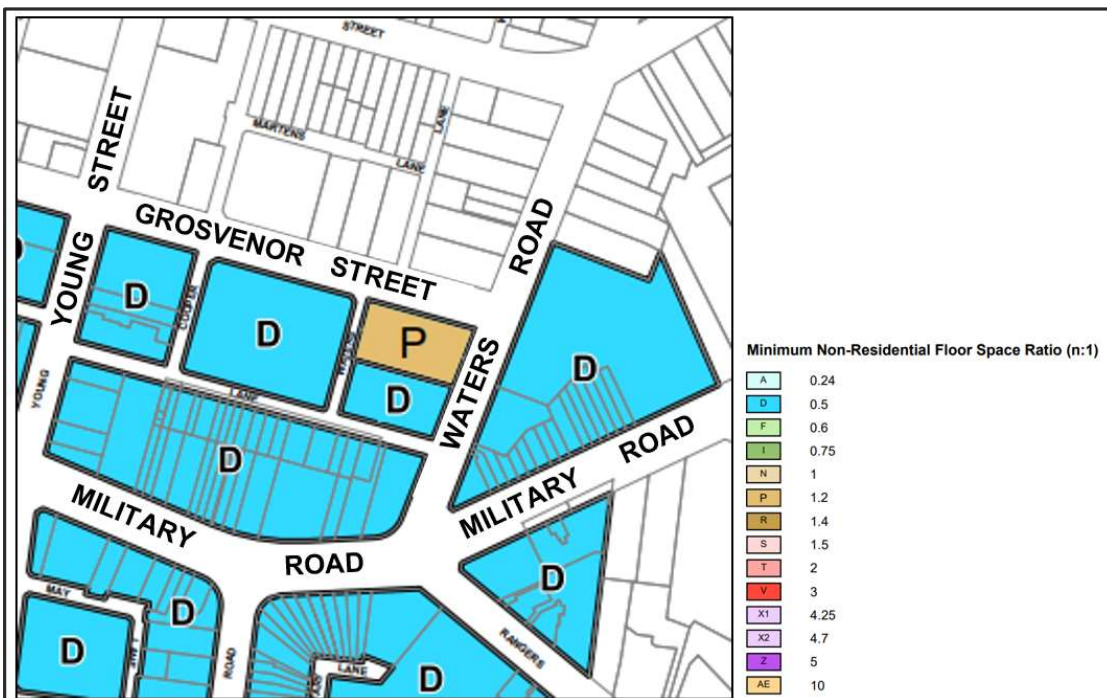 STREET
MARTENS
LANE
LANE
YOUNG STREET
GROSVENOR STREET
WATERS ROAD
D
COOPER
D
P
D
D
YOUNG
LANE
D
MILITARY ROAD
MILITARY ROAD
MAY
D
D
ROAD
LANE
D
RANGERS
D
Minimum Non-Residential Floor Space Ratio (n:1)
A 0.24
D 0.5
F 0.6
I 0.75
N 1
P 1.2
R 1.4
S 1.5
T 2
V 3
X1 4.25
X2 4.7
Z 5
AE 10